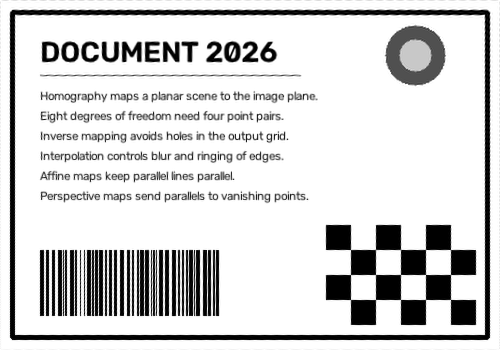 DOCUMENT 2026
Homography maps a planar scene to the image plane.
Eight degrees of freedom need four point pairs.
Inverse mapping avoids holes in the output grid.
Interpolation controls blur and ringing of edges.
Affine maps keep parallel lines parallel.
Perspective maps send parallels to vanishing points.